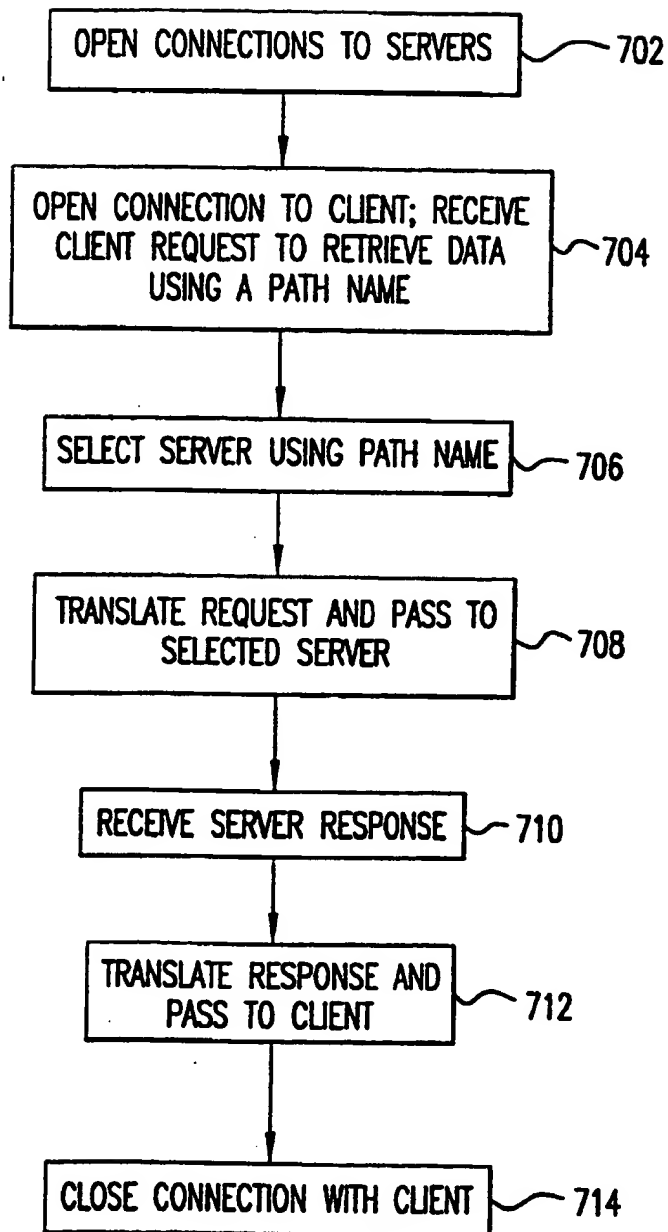 OPEN CONNECTIONS TO SERVERS
702
OPEN CONNECTION TO CLIENT; RECEIVE
CLIENT REQUEST TO RETRIEVE DATA
USING A PATH NAME
704
SELECT SERVER USING PATH NAME
706
TRANSLATE REQUEST AND PASS TO
SELECTED SERVER
708
RECEIVE SERVER RESPONSE
710
TRANSLATE RESPONSE AND
PASS TO CLIENT
712
CLOSE CONNECTION WITH CLIENT
714